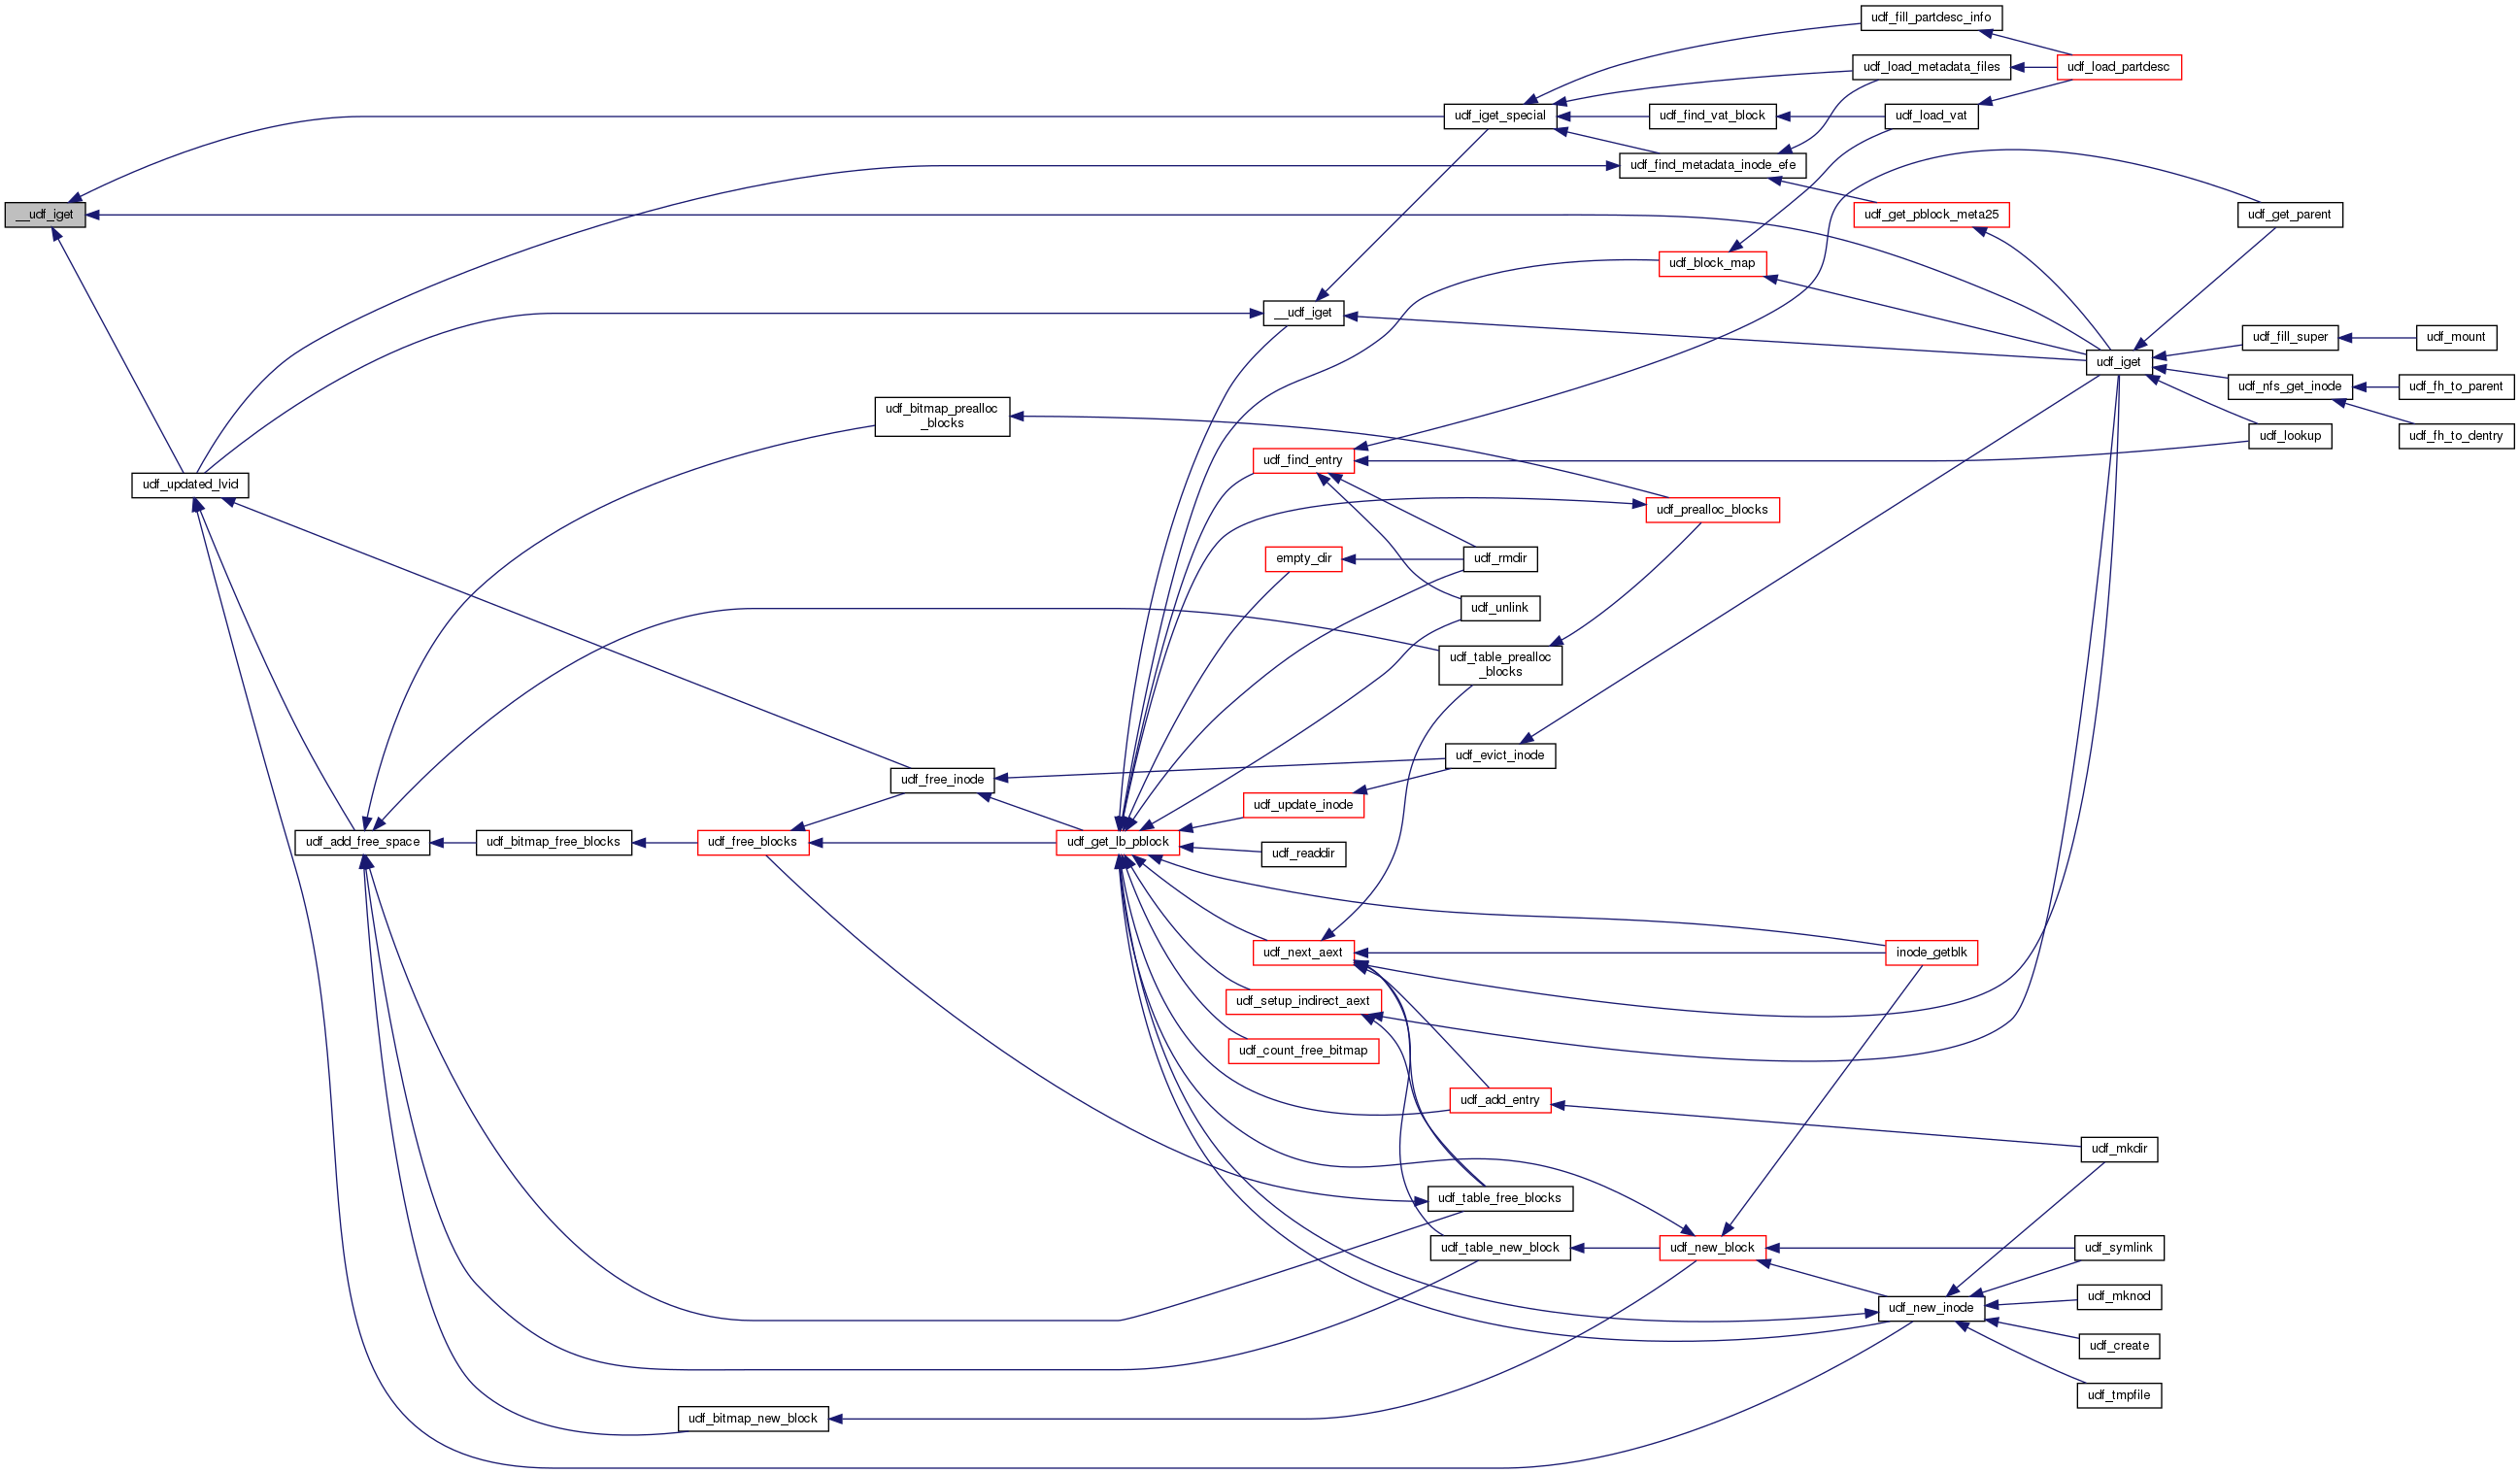 udf_fill_partdesc_info
udf_load_metadata_files
udf_load_partdesc
udf_iget_special
udf_find_vat_block
udf_load_vat
udf_find_metadata_inode_efe
__udf_iget
udf_get_pblock_meta25
udf_get_parent
udf_block_map
__udf_iget
udf_fill_super
udf_mount
udf_iget
udf_nfs_get_inode
udf_fh_to_parent
udf_bitmap_prealloc
_blocks
udf_lookup
udf_fh_to_dentry
udf_find_entry
udf_updated_lvid
udf_prealloc_blocks
empty_dir
udf_rmdir
udf_unlink
udf_table_prealloc
_blocks
udf_evict_inode
udf_free_inode
udf_update_inode
udf_add_free_space
udf_bitmap_free_blocks
udf_free_blocks
udf_get_lb_pblock
udf_readdir
udf_next_aext
inode_getblk
udf_setup_indirect_aext
udf_count_free_bitmap
udf_add_entry
udf_mkdir
udf_table_free_blocks
udf_table_new_block
udf_new_block
udf_symlink
udf_new_inode
udf_mknod
udf_create
udf_tmpfile
udf_bitmap_new_block